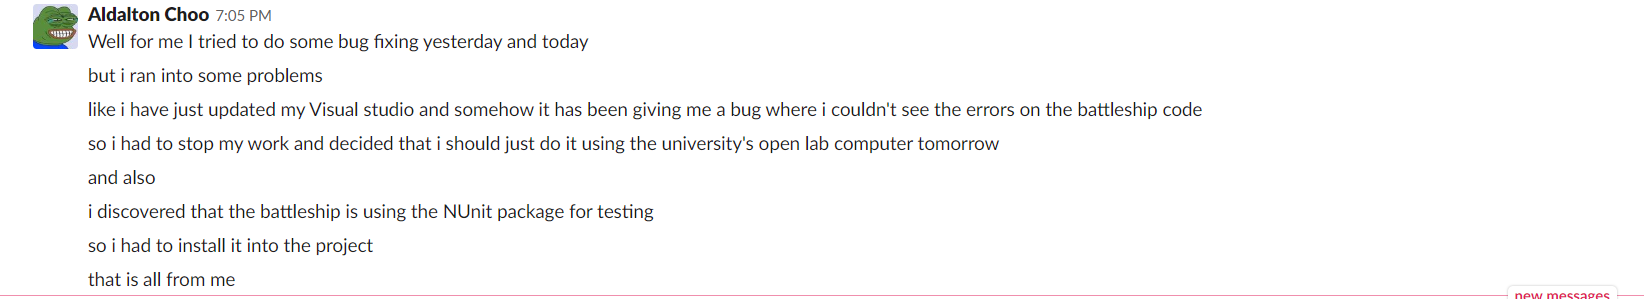 Aldalton Choo 7:05 PM
Well for me I tried to do some bug fixing yesterday and today
but i ran into some problems
like i have just updated my Visual studio and somehow it has been giving me a bug where i couldn't see the errors on the battleship code
so i had to stop my work and decided that i should just do it using the university's open lab computer tomorrow
and also
i discovered that the battleship is using the NUnit package for testing
so i had to install it into the project
that is all from me
new messages